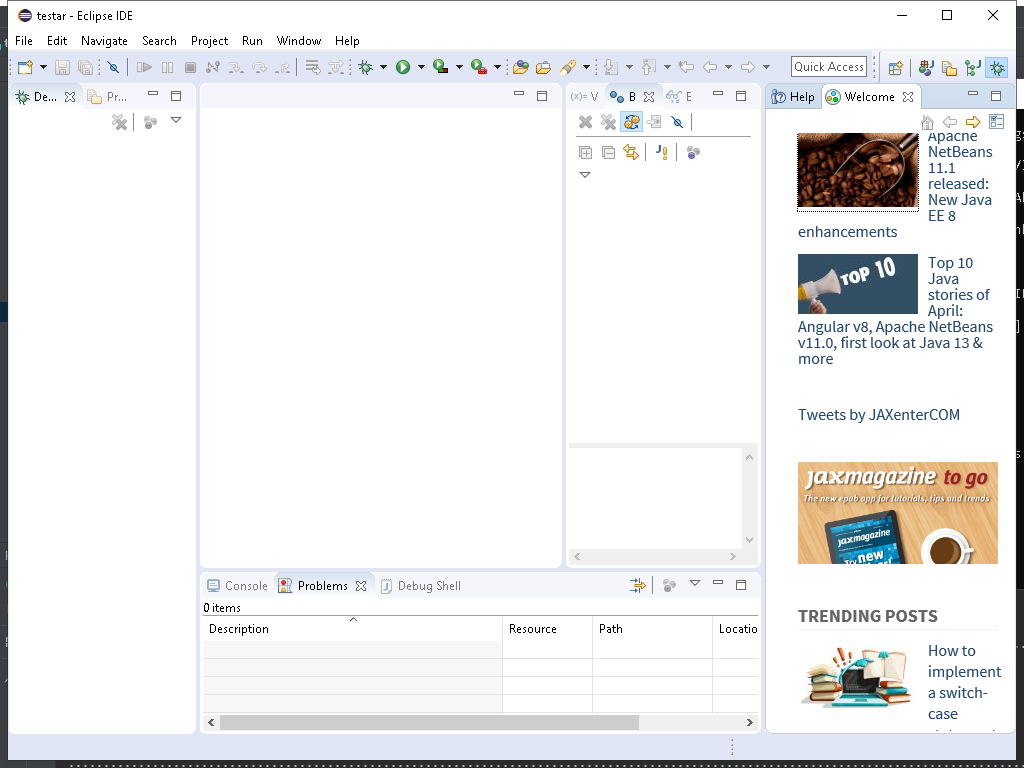 testar - Eclipse IDE
File Edit Navigate Search Project Run Window Help
Quick Access
De... Pr... (x)= V B E Help Welcome
Apache
NetBeans
11.1
released:
New Java
EE 8
enhancements
TOP 10
Top 10
Java
stories of
April:
Angular v8, Apache NetBeans
v11.0, first look at Java 13 &
more
Tweets by JAXenterCOM
jaxmagazine to go
The new epub app for tutorials, tips and trends
jaxmagazine
new
TRENDING POSTS
How to
implement
a switch-
case
Console Problems Debug Shell
0 items
Description Resource Path Locatio